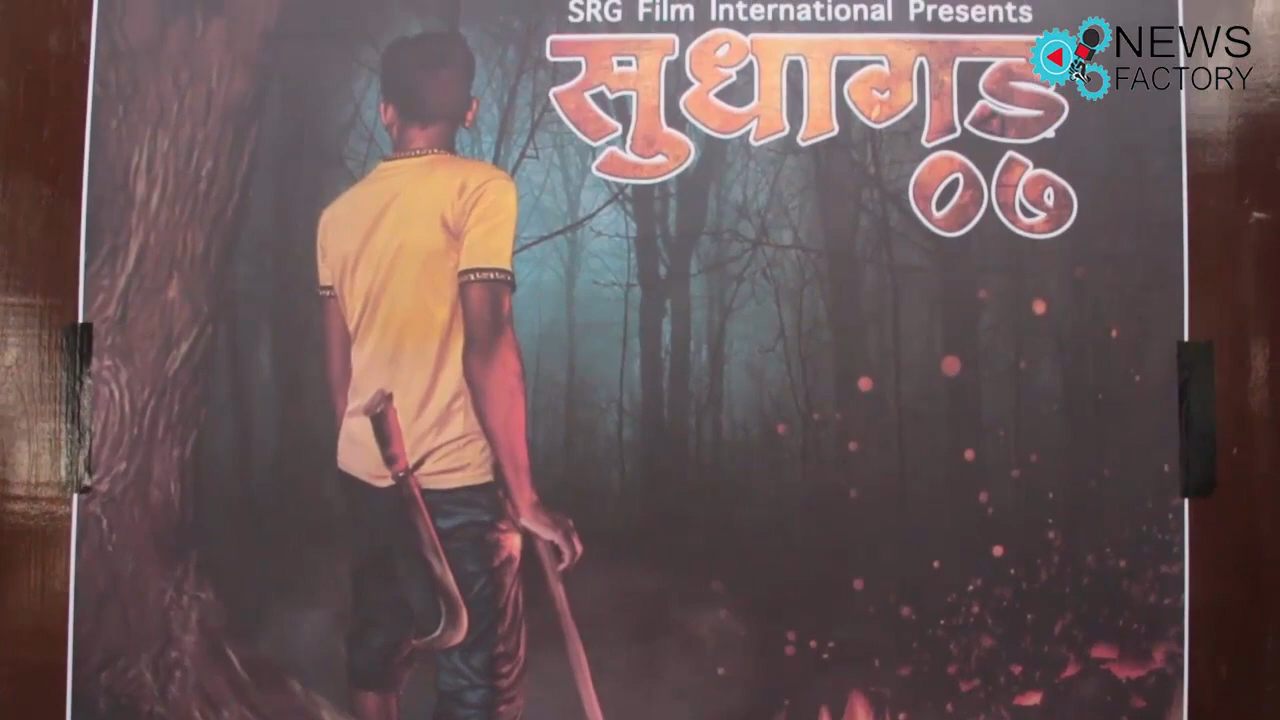 SRG Film International Presents
सुधागड
०७
NEWS
FACTORY